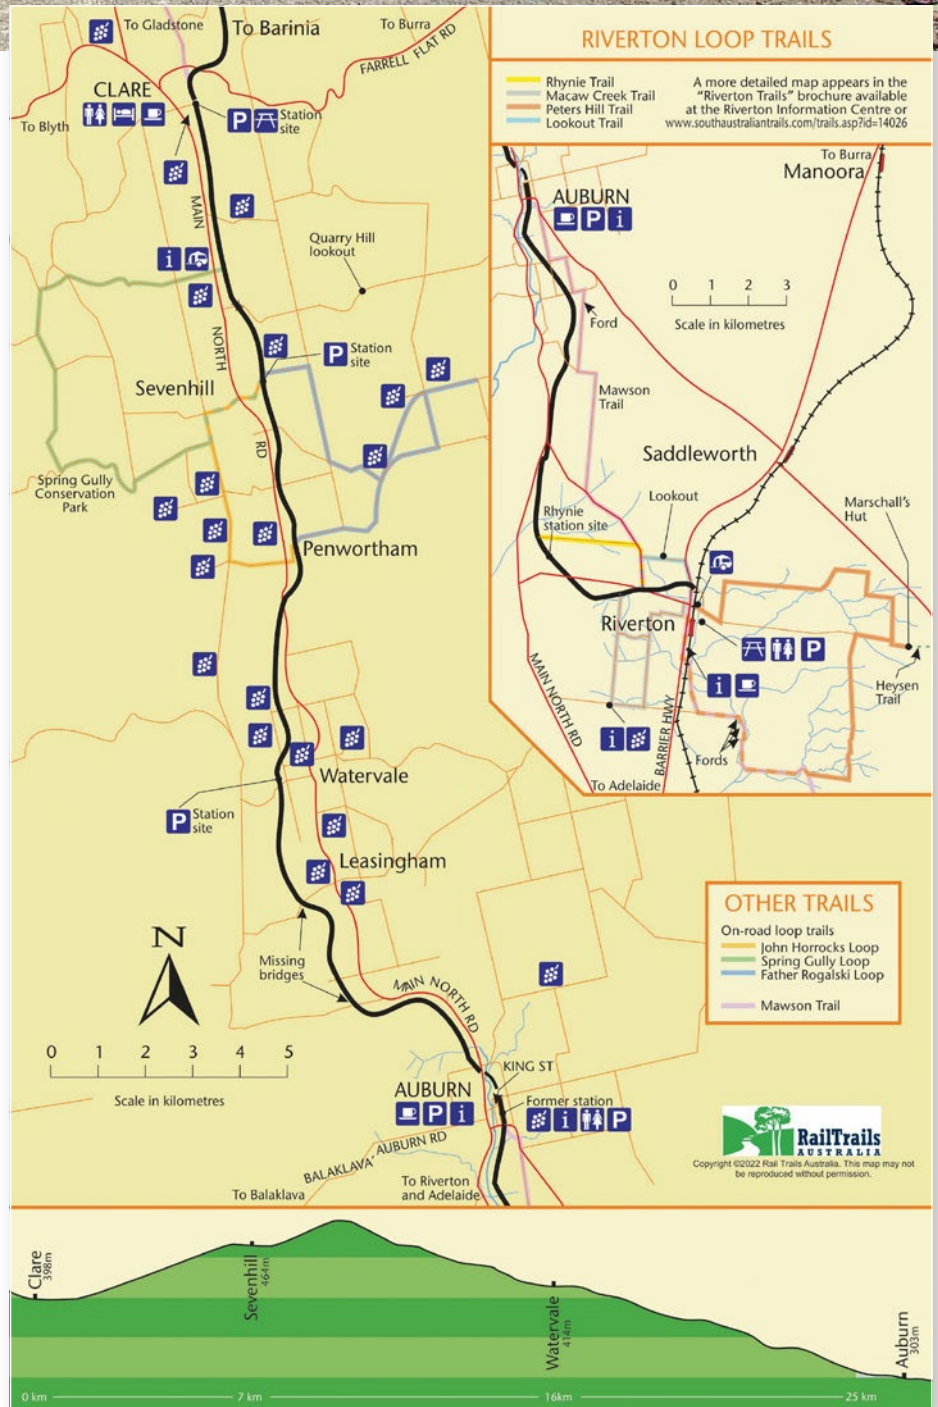 To Gladstone
To Barinia
To Burra
FARRELL FLAT RD
CLARE
To Blyth
P
Station
site
MAIN
i
Quarry Hill
lookout
NORTH
P
Station
site
Sevenhill
RD
Spring Gully
Conservation
Park
Penwortham
Watervale
P
Station
site
Leasingham
N
Missing
bridges
MAIN NORTH RD
0 1 2 3 4 5
Scale in kilometres
KING ST
AUBURN
P i
Former station
i P
BALAKLAVA AUBURN RD
To Balaklava
To Riverton
and Adelaide
RIVERTON LOOP TRAILS
Rhynie Trail
Macaw Creek Trail
Peters Hill Trail
Lookout Trail
A more detailed map appears in the
"Riverton Trails" brochure available
at the Riverton Information Centre or
www.southaustraliantrails.com/trails.asp?id=14026
To Burra
Manoora
AUBURN
P i
0 1 2 3
Scale in kilometres
Ford
Mawson
Trail
Saddleworth
Lookout
Marschall's
Hut
Rhynie
station site
Riverton
P
i
Heysen
Trail
MAIN NORTH RD
i
BARRIER HWY
Fords
To Adelaide
OTHER TRAILS
On-road loop trails
John Horrocks Loop
Spring Gully Loop
Father Rogalski Loop
Mawson Trail
RailTrails
AUSTRALIA
Copyright ©2022 Rail Trails Australia. This map may not
be reproduced without permission.
Clare
398m
Sevenhill
464m
Watervale
414m
Auburn
303m
0 km 7 km 16km 25 km